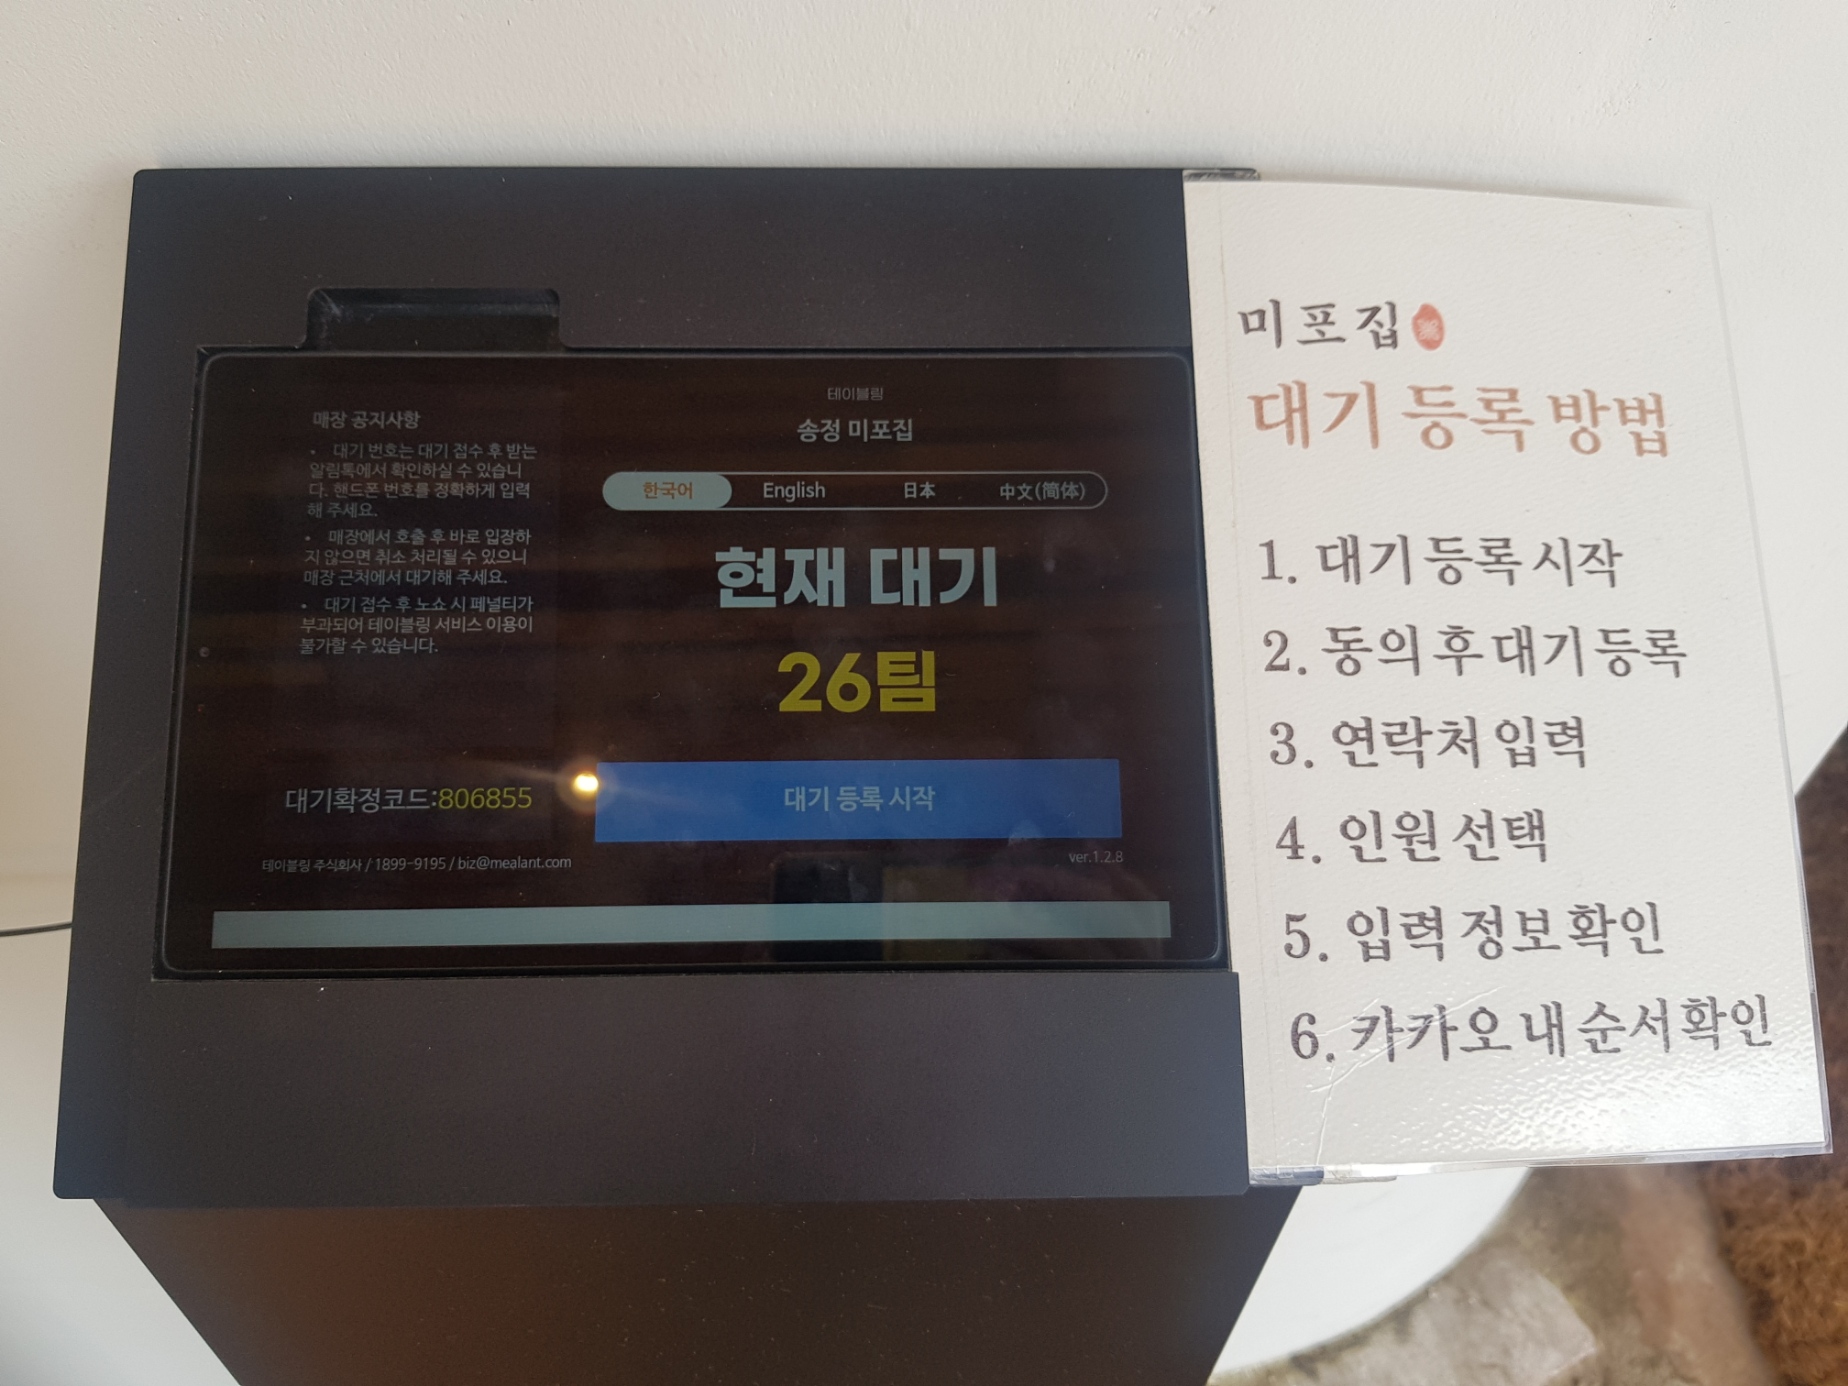 매장 공지사항
• 대기 번호는 대기 접수 후 받는
알림톡에서 확인하실 수 있습니
다. 핸드폰 번호를 정확하게 입력
해 주세요.
• 매장에서 호출 후 바로 입장하
지 않으면 취소 처리될 수 있으니
매장 근처에서 대기해 주세요.
• 대기 접수 후 노쇼 시 페널티가
부과되어 테이블링 서비스 이용이
불가할 수 있습니다.
대기확정코드:806855
테이블링 주식회사 / 1899-9195 / biz@mealant.com
테이블링
송정 미포집
한국어 English 日本 中文(简体)
현재 대기
26팀
대기 등록 시작
ver.1.2.8
미포집
대기 등록 방법
1. 대기 등록 시작
2. 동의 후 대기 등록
3. 연락처 입력
4. 인원 선택
5. 입력 정보 확인
6. 카카오 내 순서 확인